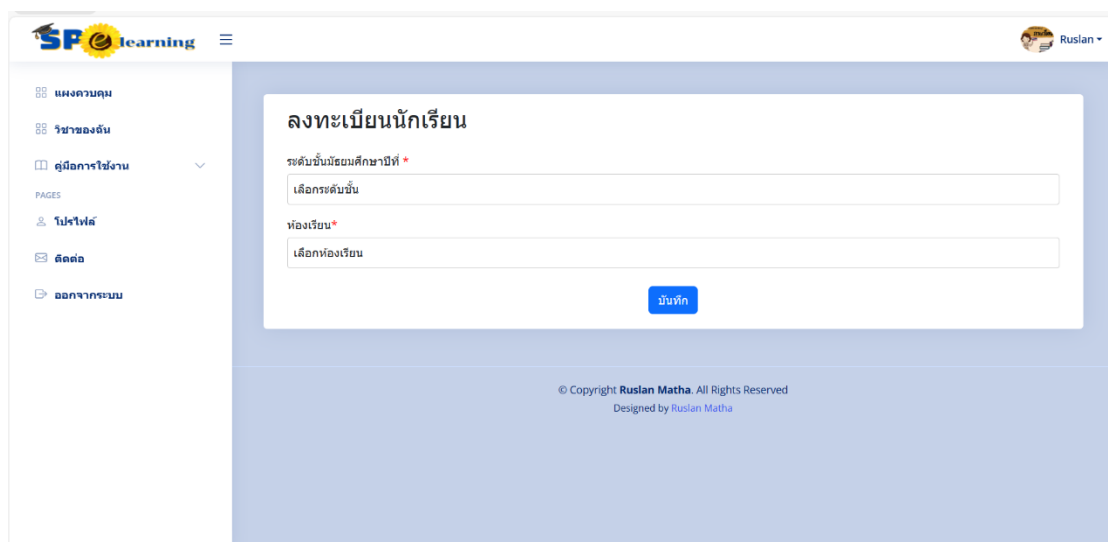 SP e learning
Ruslan
แผงควบคุม
วิชาของฉัน
คู่มือการใช้งาน
PAGES
โปรไฟล์
ติดต่อ
ออกจากระบบ
ลงทะเบียนนักเรียน
ระดับชั้นมัธยมศึกษาปีที่ *
เลือกระดับชั้น
ห้องเรียน*
เลือกห้องเรียน
บันทึก
© Copyright Ruslan Matha. All Rights Reserved
Designed by Ruslan Matha